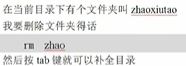 在当前目录下有个文件夹叫 zhaoxiutao
我要删除文件夹得话
rm zhao
然后按 tab 键就可以补全目录